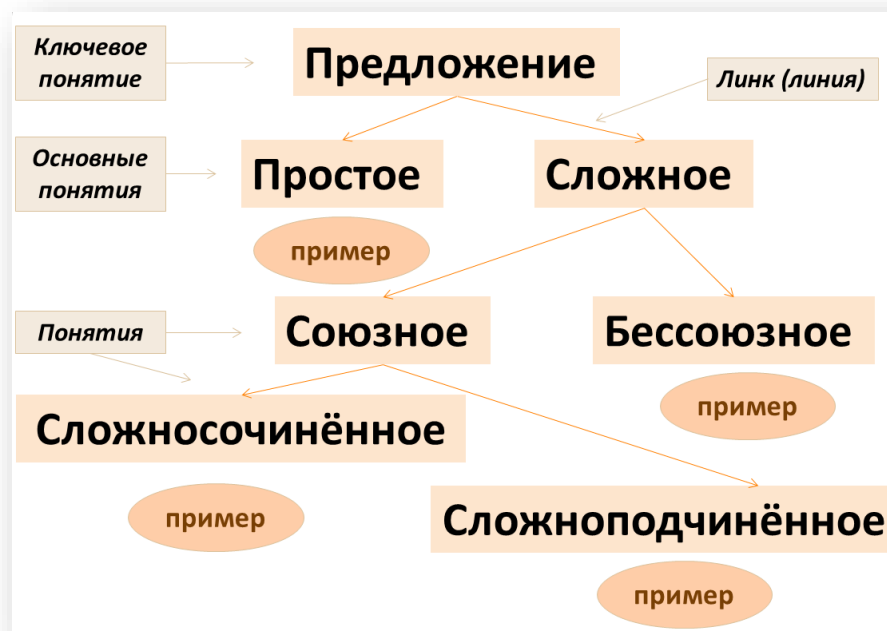 Ключевое
понятие
Предложение
Линк (линия)
Основные
понятия
Простое
Сложное
пример
Понятия
Союзное
Бессоюзное
пример
Сложносочинённое
пример
Сложноподчинённое
пример